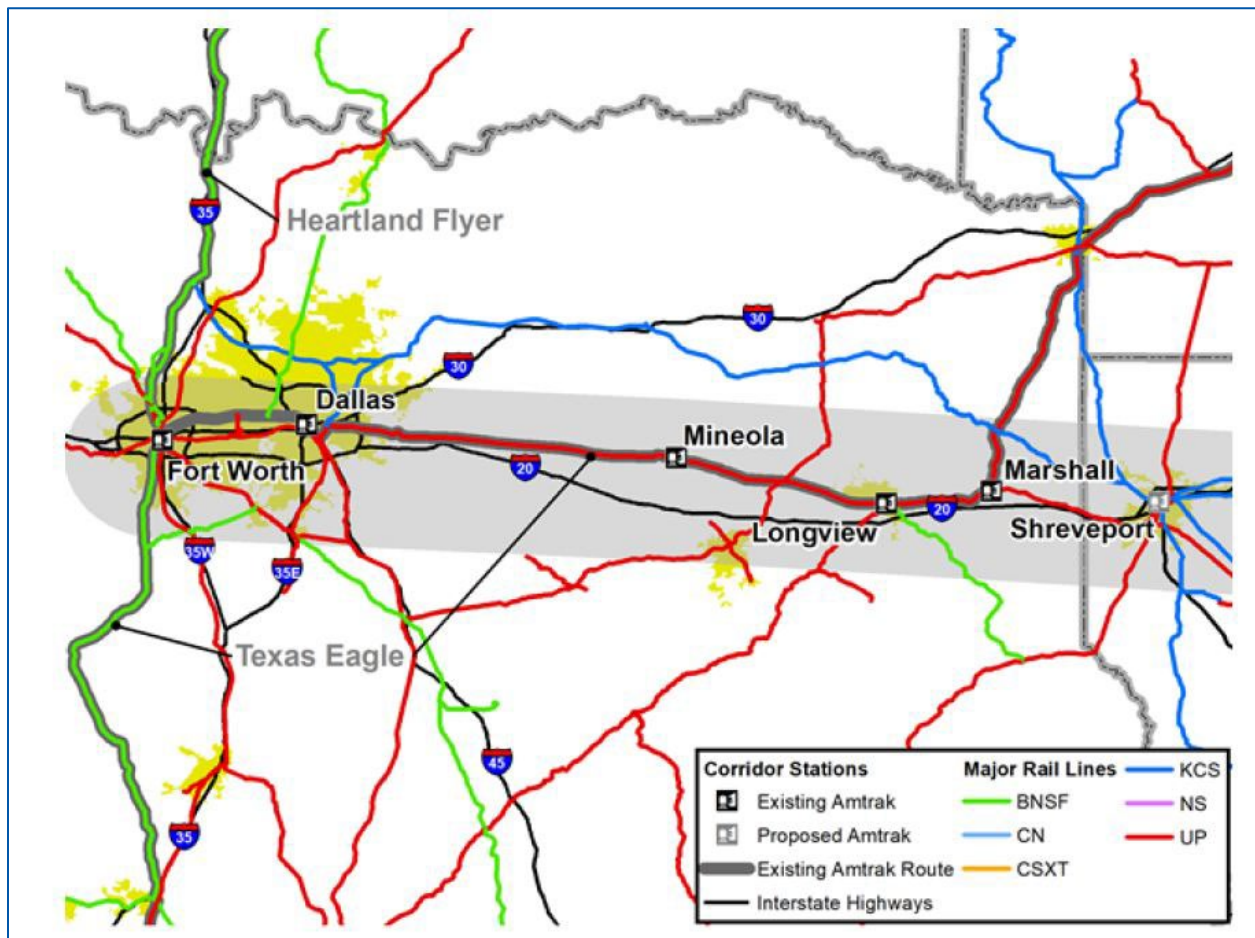 35
Heartland Flyer
30
30
Dallas
Mineola
Fort Worth
20
Marshall
20
Longview
Shreveport
35W
35E
Texas Eagle
45
35
Corridor Stations
Existing Amtrak
Proposed Amtrak
Existing Amtrak Route
Interstate Highways
Major Rail Lines
BNSF
CN
CSXT
KCS
NS
UP